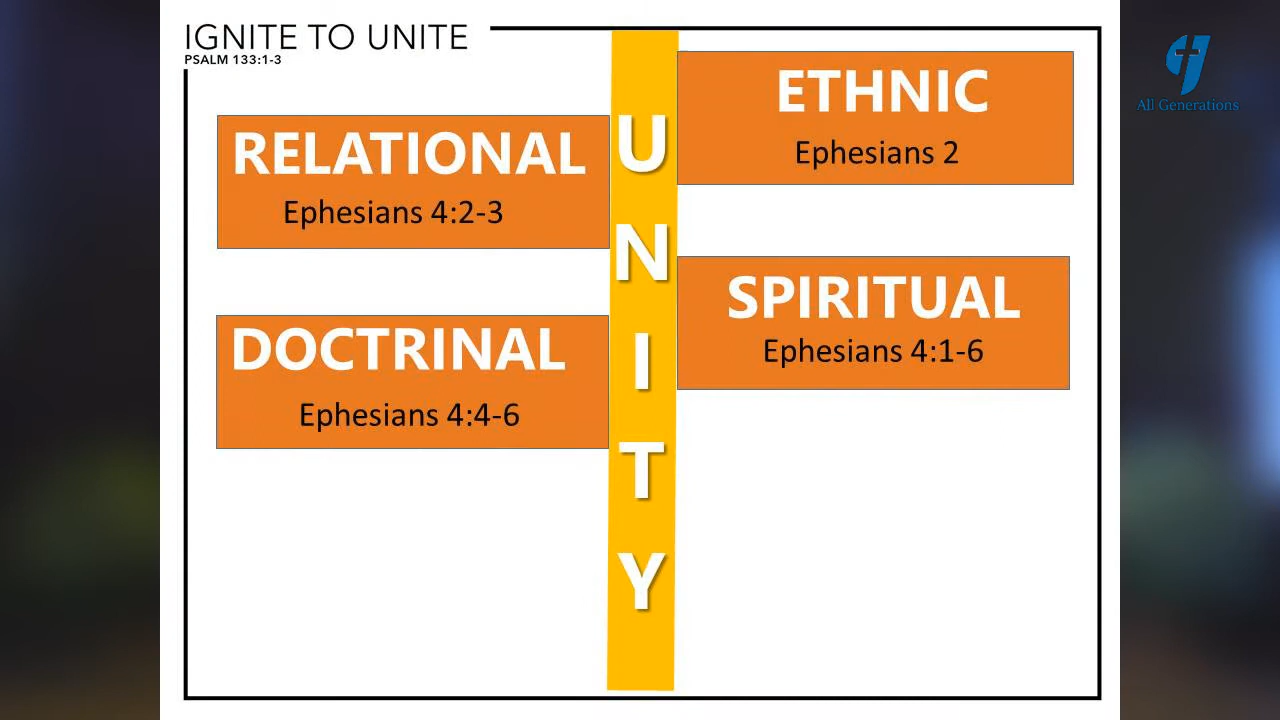 IGNITE TO UNITE
PSALM 133:1-3
RELATIONAL
Ephesians 4:2-3
DOCTRINAL
Ephesians 4:4-6
U
N
I
T
Y
ETHNIC
Ephesians 2
SPIRITUAL
Ephesians 4:1-6
All Generations